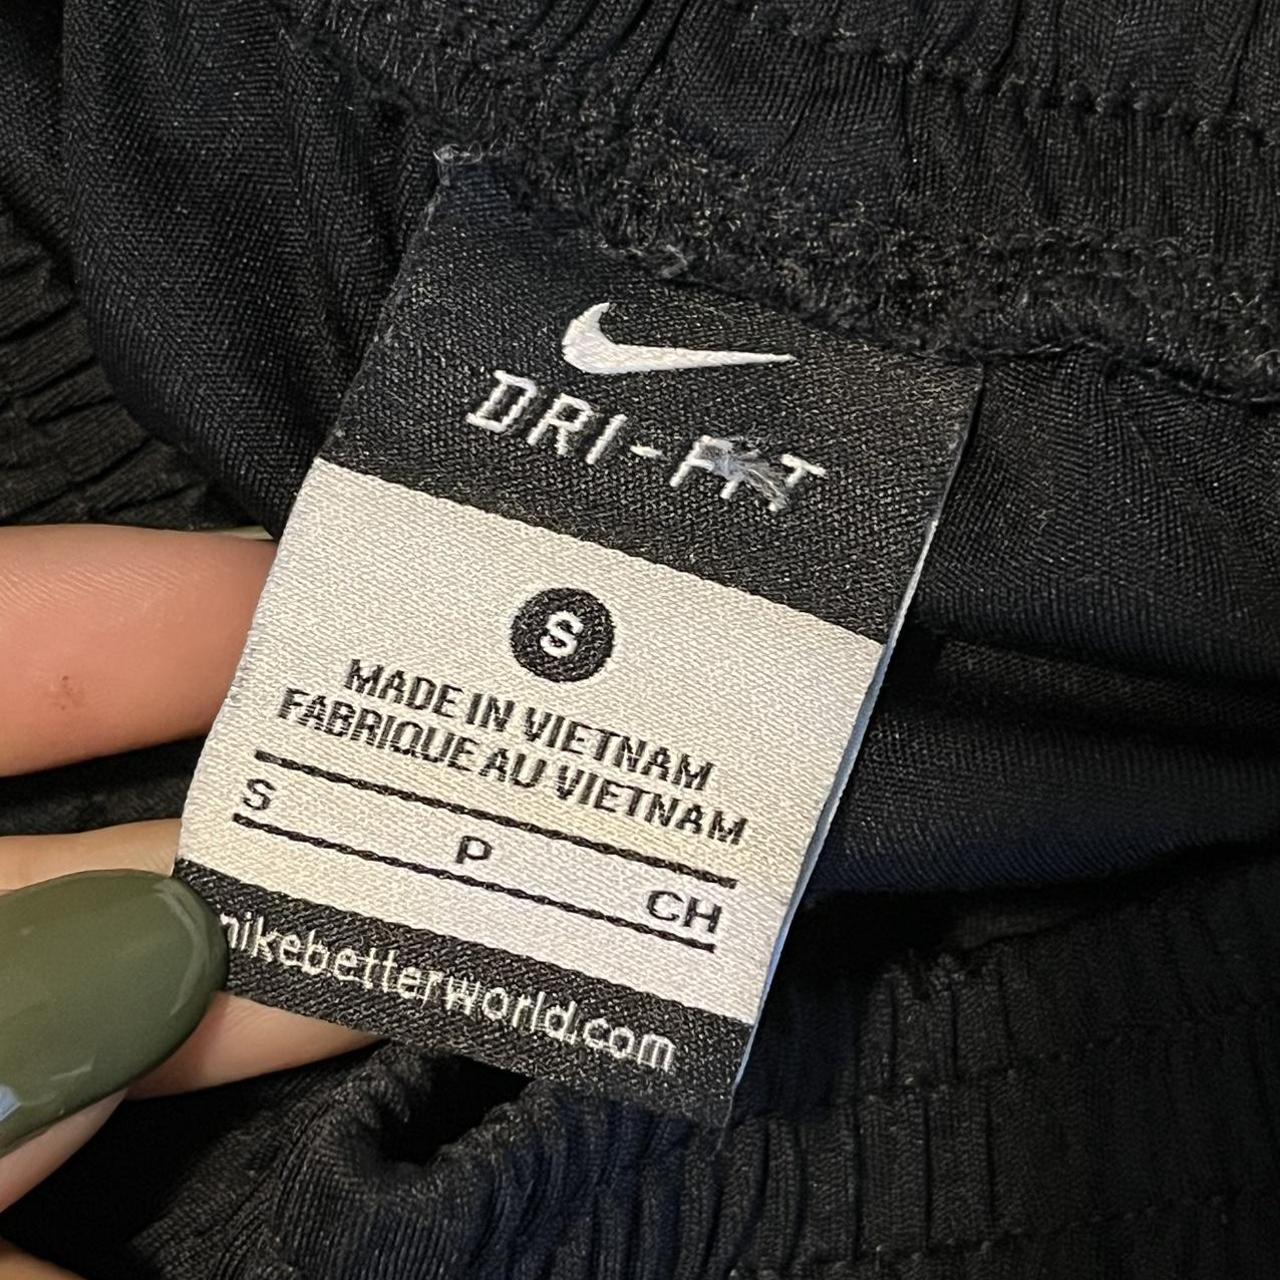 DRI-FIT
S
MADE IN VIETNAM
FABRIQUE AU VIETNAM
S P CH
nikebetterworld.com